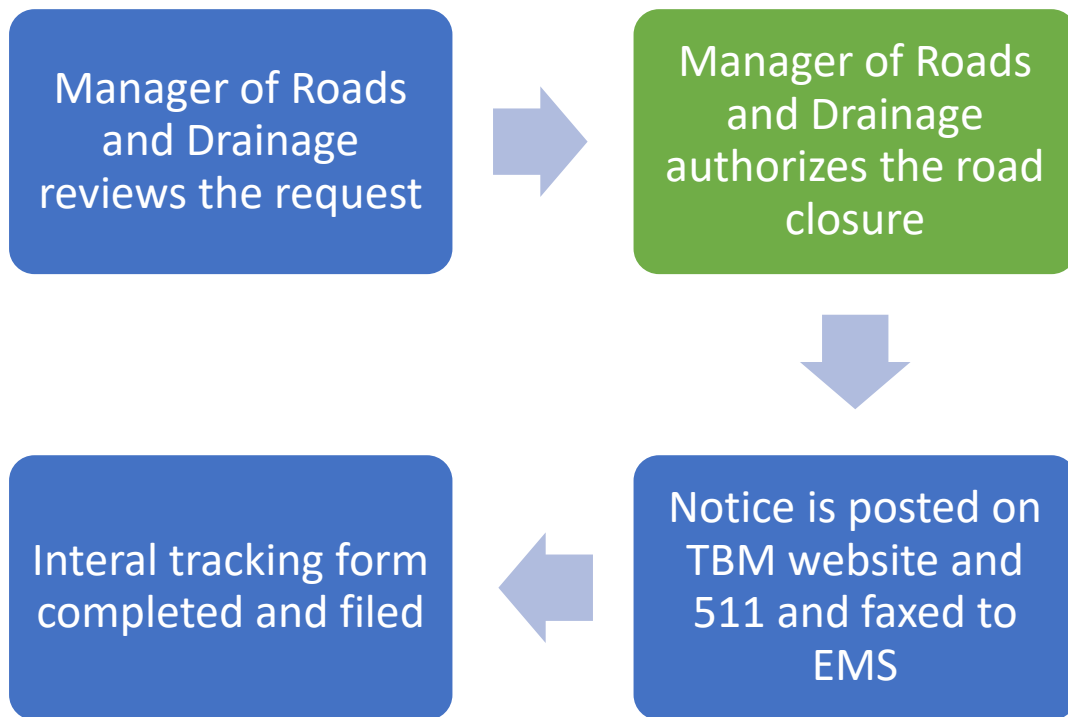 Manager of Roads
and Drainage
reviews the request
Manager of Roads
and Drainage
authorizes the road
closure
Notice is posted on
TBM website and
511 and faxed to
EMS
Interal tracking form
completed and filed